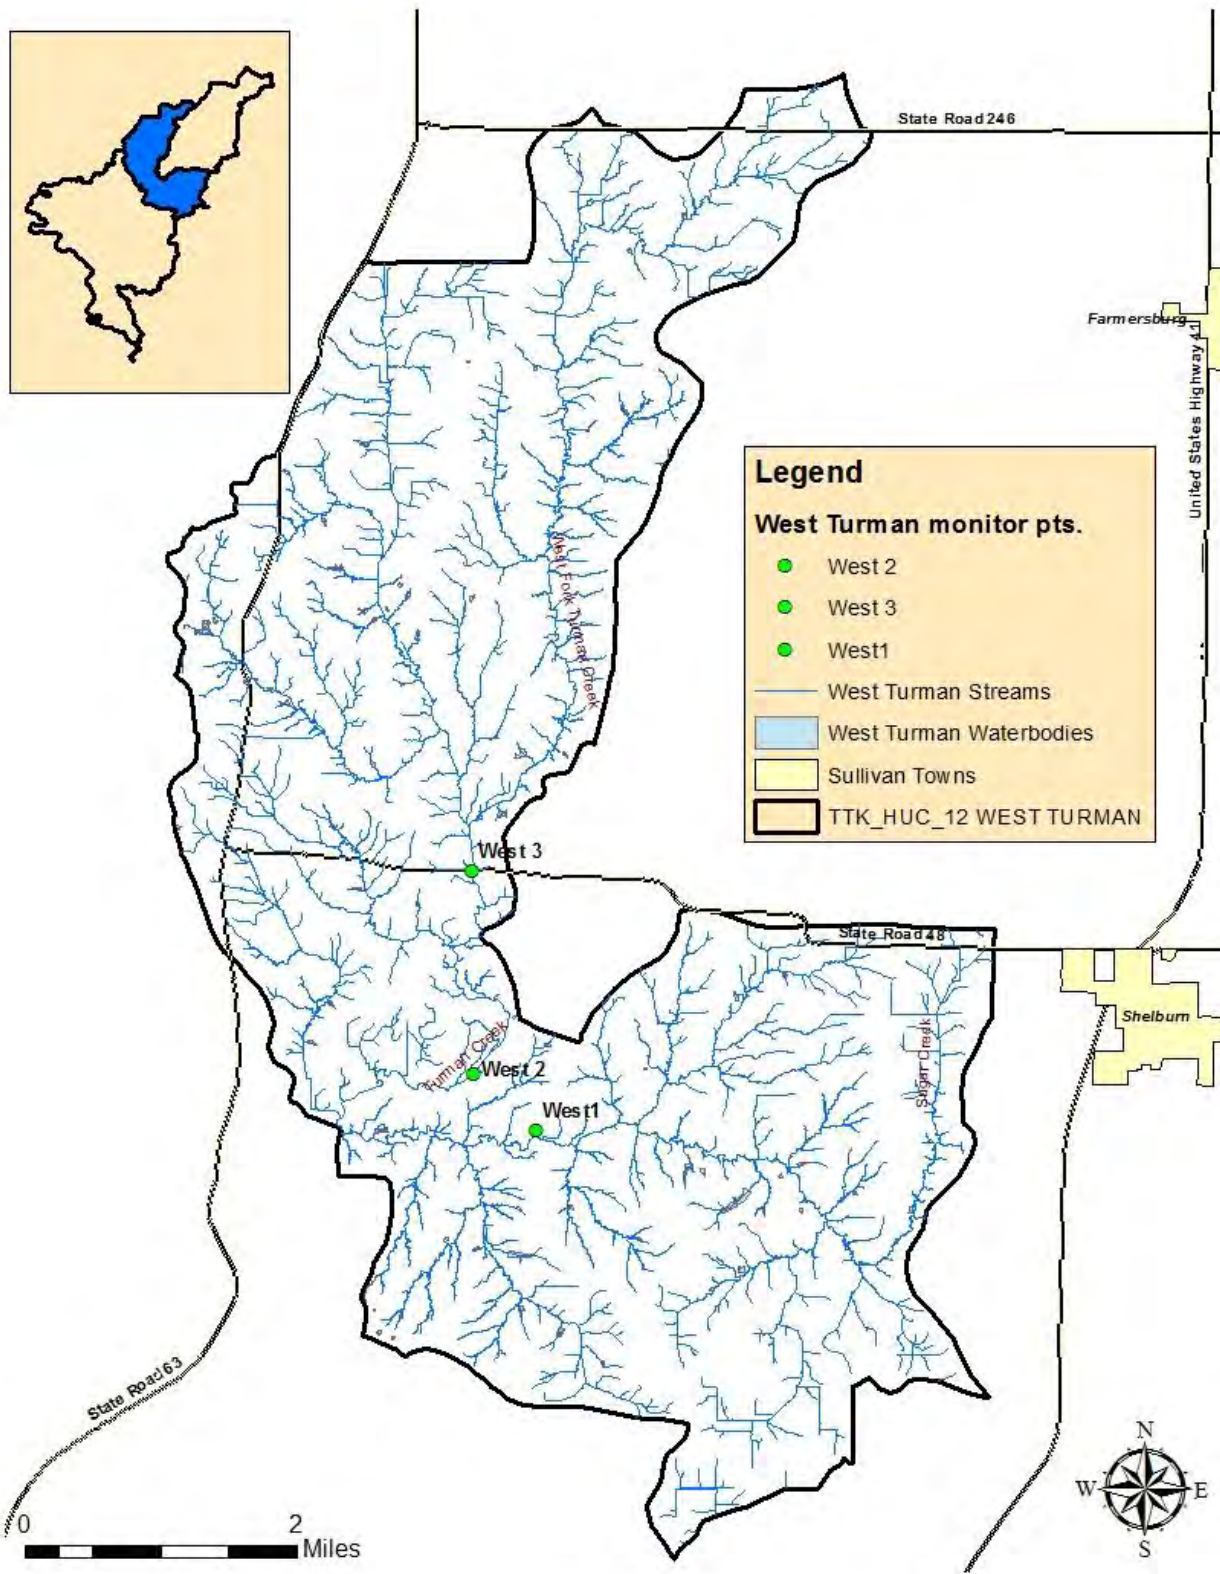 State Road 246
Farmersburg
United States Highway 41
Legend
West Turman monitor pts.
West 2
West 3
West1
West Turman Streams
West Turman Waterbodies
Sullivan Towns
TTK_HUC_12 WEST TURMAN
West Fork Turman Creek
West 3
State Road 48
Shelburn
Turman Creek
Sugar Creek
West 2
West1
State Road 63
N
W E
S
0 2
Miles